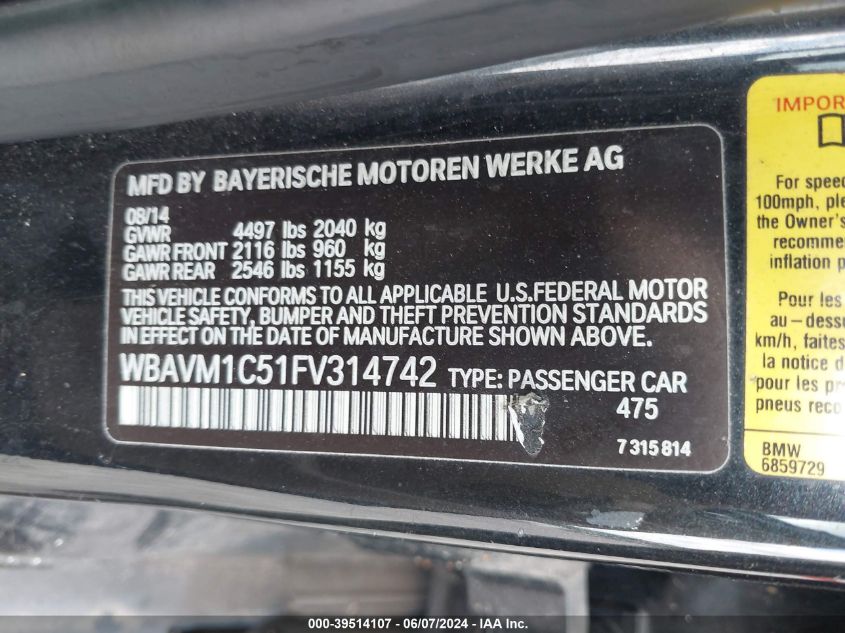 MFD BY BAYERISCHE MOTOREN WERKE AG
08/14
GVWR 4497 lbs 2040 kg
GAWR FRONT 2116 lbs 960 kg
GAWR REAR 2546 lbs 1155 kg
THIS VEHICLE CONFORMS TO ALL APPLICABLE U.S.FEDERAL MOTOR
VEHICLE SAFETY, BUMPER AND THEFT PREVENTION STANDARDS
IN EFFECT ON THE DATE OF MANUFACTURE SHOWN ABOVE.
WBAVM1C51FV314742 TYPE: PASSENGER CAR
475
7 315 814
IMPOR
For speed
100mph, ple
the Owner's
recomme
inflation p
Pour les
au-desse
km/h, faites
la notice d
pour les pr
pneus reco
BMW
6859729
000-39514107 - 06/07/2024 - IAA Inc.